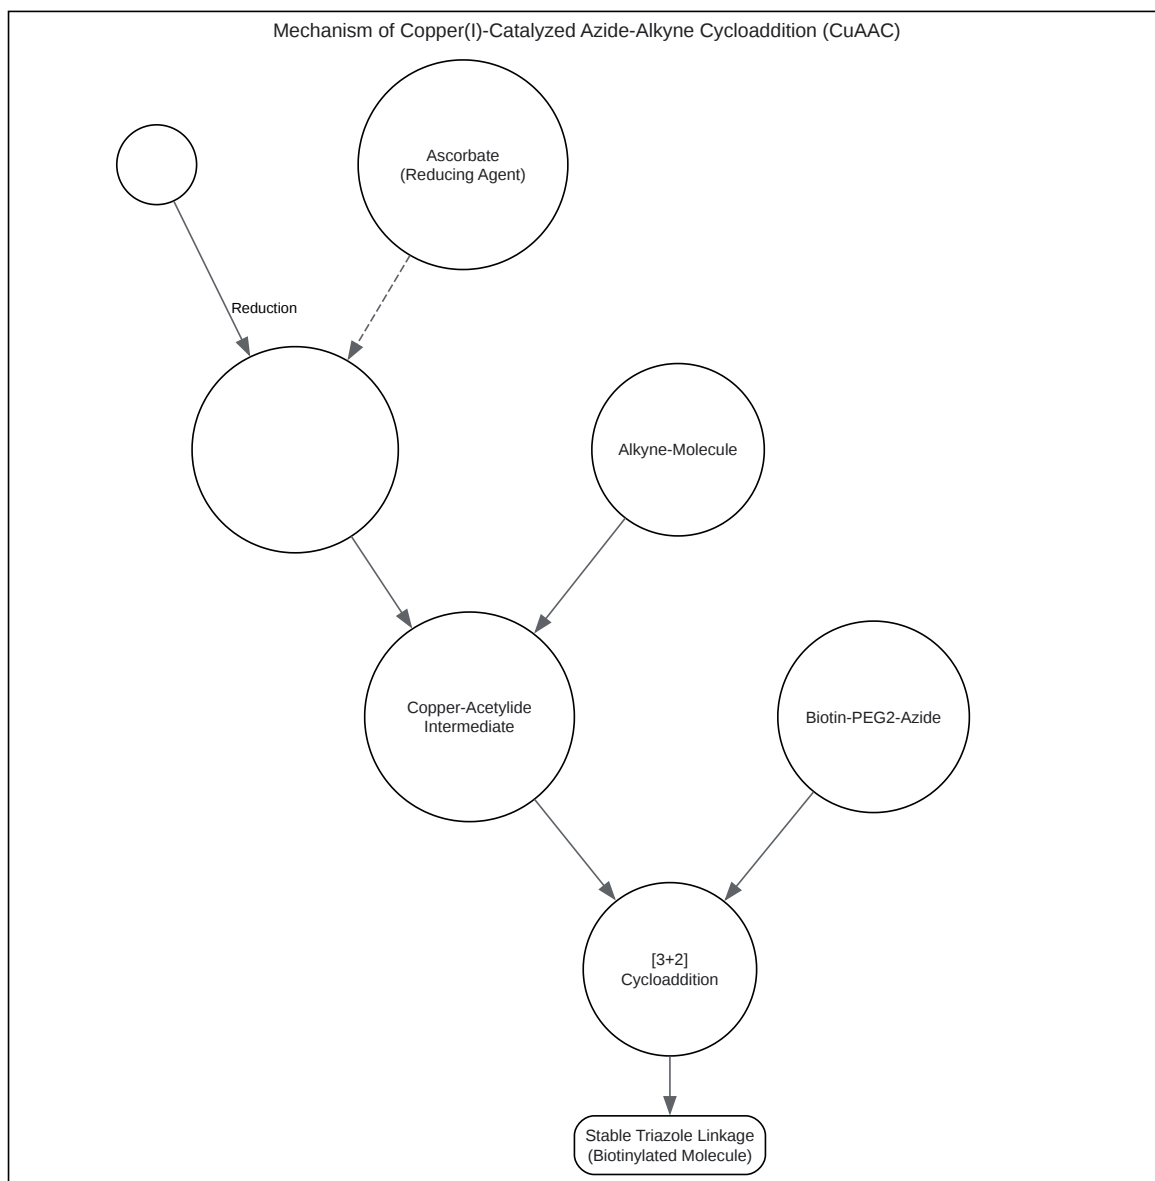 Mechanism of Copper(I)-Catalyzed Azide-Alkyne Cycloaddition (CuAAC)
Ascorbate
(Reducing Agent)
Reduction
Alkyne-Molecule
Copper-Acetylide
Intermediate
Biotin-PEG2-Azide
[3+2]
Cycloaddition
Stable Triazole Linkage
(Biotinylated Molecule)